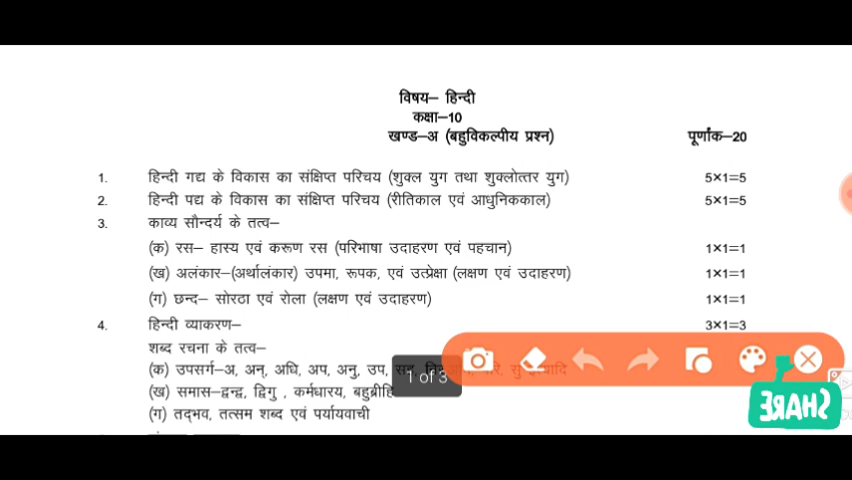 विषय– हिन्दी
कक्षा–10
खण्ड–अ (बहुविकल्पीय प्रश्न) पूर्णांक–20
1. हिन्दी गद्य के विकास का संक्षिप्त परिचय (शुक्ल युग तथा शुक्लोत्तर युग) 5×1=5
2. हिन्दी पद्य के विकास का संक्षिप्त परिचय (रीतिकाल एवं आधुनिककाल) 5×1=5
3. काव्य सौन्दर्य के तत्व–
(क) रस– हास्य एवं करूण रस (परिभाषा उदाहरण एवं पहचान) 1×1=1
(ख) अलंकार–(अर्थालंकार) उपमा, रूपक, एवं उत्प्रेक्षा (लक्षण एवं उदाहरण) 1×1=1
(ग) छन्द– सोरठा एवं रोला (लक्षण एवं उदाहरण) 1×1=1
4. हिन्दी व्याकरण– 3×1=3
शब्द रचना के तत्व–
(क) उपसर्ग–अ, अन्, अधि, अप, अनु, उप,
1 of 3
(ख) समास–द्वन्द्व, द्विगु , कर्मधारय, बहुब्रीहि
(ग) तद्भव, तत्सम शब्द एवं पर्यायवाची
SHARE